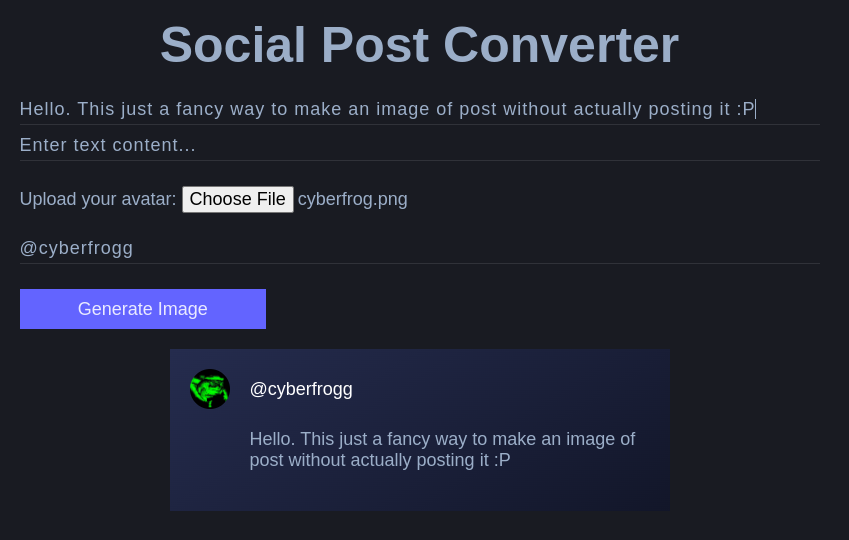 Social Post Converter
Hello. This just a fancy way to make an image of post without actually posting it :P
Enter text content...
Upload your avatar: Choose File cyberfrog.png
@cyberfrogg
Generate Image
@cyberfrogg
Hello. This just a fancy way to make an image of
post without actually posting it :P